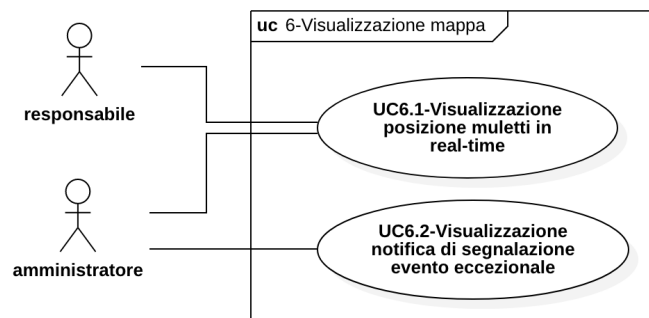 uc 6-Visualizzazione mappa
responsabile
UC6.1-Visualizzazione
posizione muletti in
real-time
amministratore
UC6.2-Visualizzazione
notifica di segnalazione
evento eccezionale